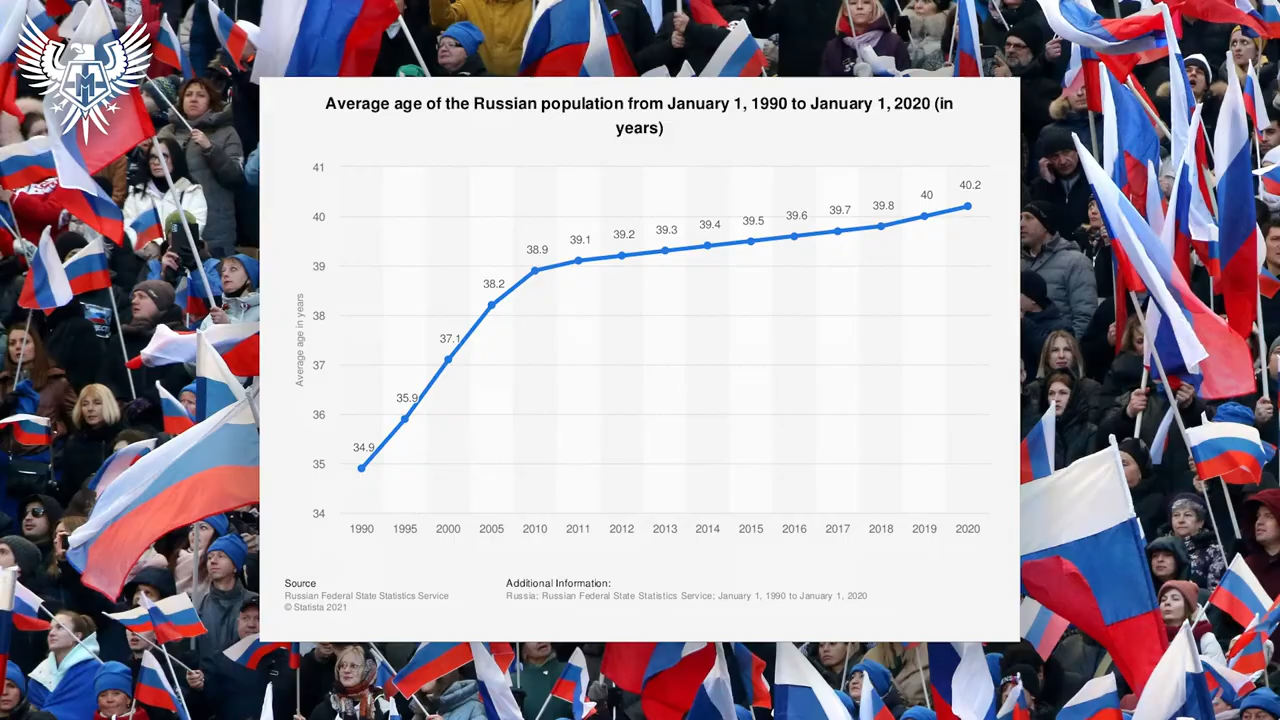 Average age of the Russian population from January 1, 1990 to January 1, 2020 (in
years)
41
40
39
38
37
36
35
34
Average age in years
34.9
35.9
37.1
38.2
38.9
39.1
39.2
39.3
39.4
39.5
39.6
39.7
39.8
40
40.2
1990 1995 2000 2005 2010 2011 2012 2013 2014 2015 2016 2017 2018 2019 2020
Source
Russian Federal State Statistics Service
© Statista 2021
Additional Information:
Russia; Russian Federal State Statistics Service; January 1, 1990 to January 1, 2020